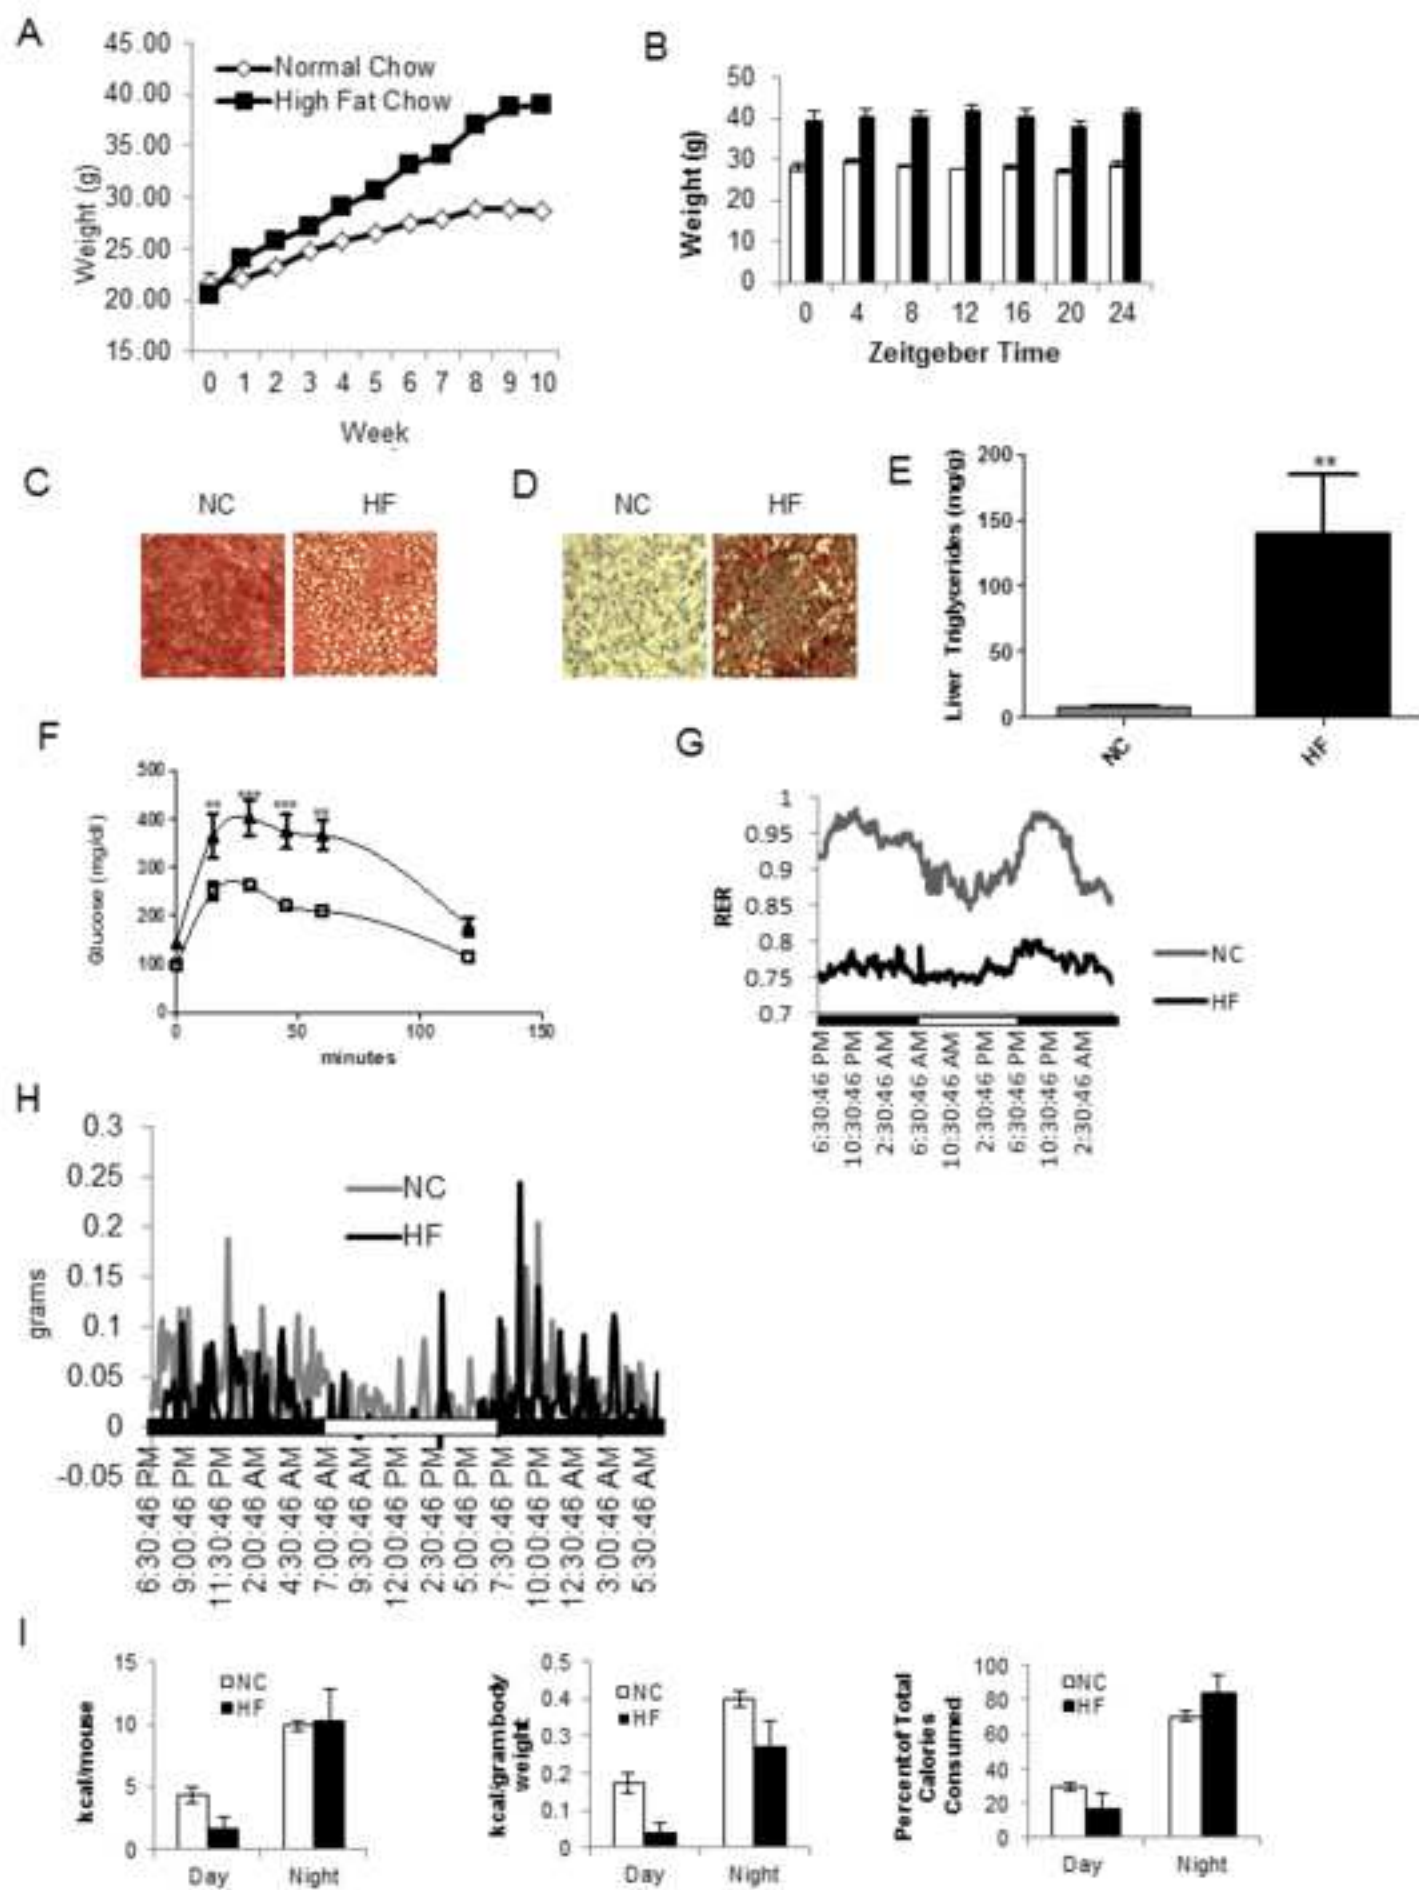 A
45.00
40.00
35.00
30.00
25.00
20.00
15.00
Weight (g)
Normal Chow
High Fat Chow
0 1 2 3 4 5 6 7 8 9 10
Week
B
50
40
30
20
10
0
Weight (g)
0 4 8 12 16 20 24
Zeitgeber Time
C
NC HF
D
NC HF
E
200
150
100
50
0
Liver Triglycerides (mg/g)
**
NC HF
F
500
400
300
200
100
0
Glucose (mg/dl)
** *** ***
0 50 100 150
minutes
G
1
0.95
0.9
0.85
0.8
0.75
0.7
RER
NC
HF
6:30:46 PM
10:30:46 PM
2:30:46 AM
6:30:46 AM
10:30:46 AM
2:30:46 PM
6:30:46 PM
10:30:46 PM
2:30:46 AM
H
0.3
0.25
0.2
0.15
0.1
0.05
0
-0.05
grams
NC
HF
6:30:46 PM
9:00:46 PM
11:30:46 PM
2:00:46 AM
4:30:46 AM
7:00:46 AM
9:30:46 AM
12:00:46 PM
2:30:46 PM
5:00:46 PM
7:30:46 PM
10:00:46 PM
12:30:46 AM
3:00:46 AM
5:30:46 AM
I
15
10
5
0
kcal/mouse
NC
HF
Day Night
0.5
0.4
0.3
0.2
0.1
0
kcal/grambody
weight
NC
HF
Day Night
100
80
60
40
20
0
Percentof Total
Calories
Consumed
NC
HF
Day Night